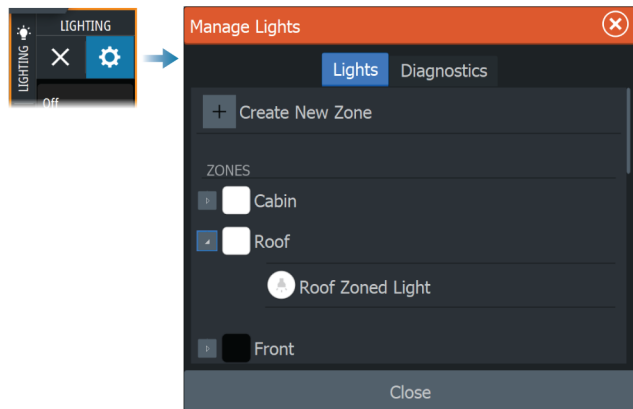 LIGHTING
LIGHTING
Off
Manage Lights
Lights Diagnostics
+ Create New Zone
ZONES
Cabin
Roof
Roof Zoned Light
Front
Close